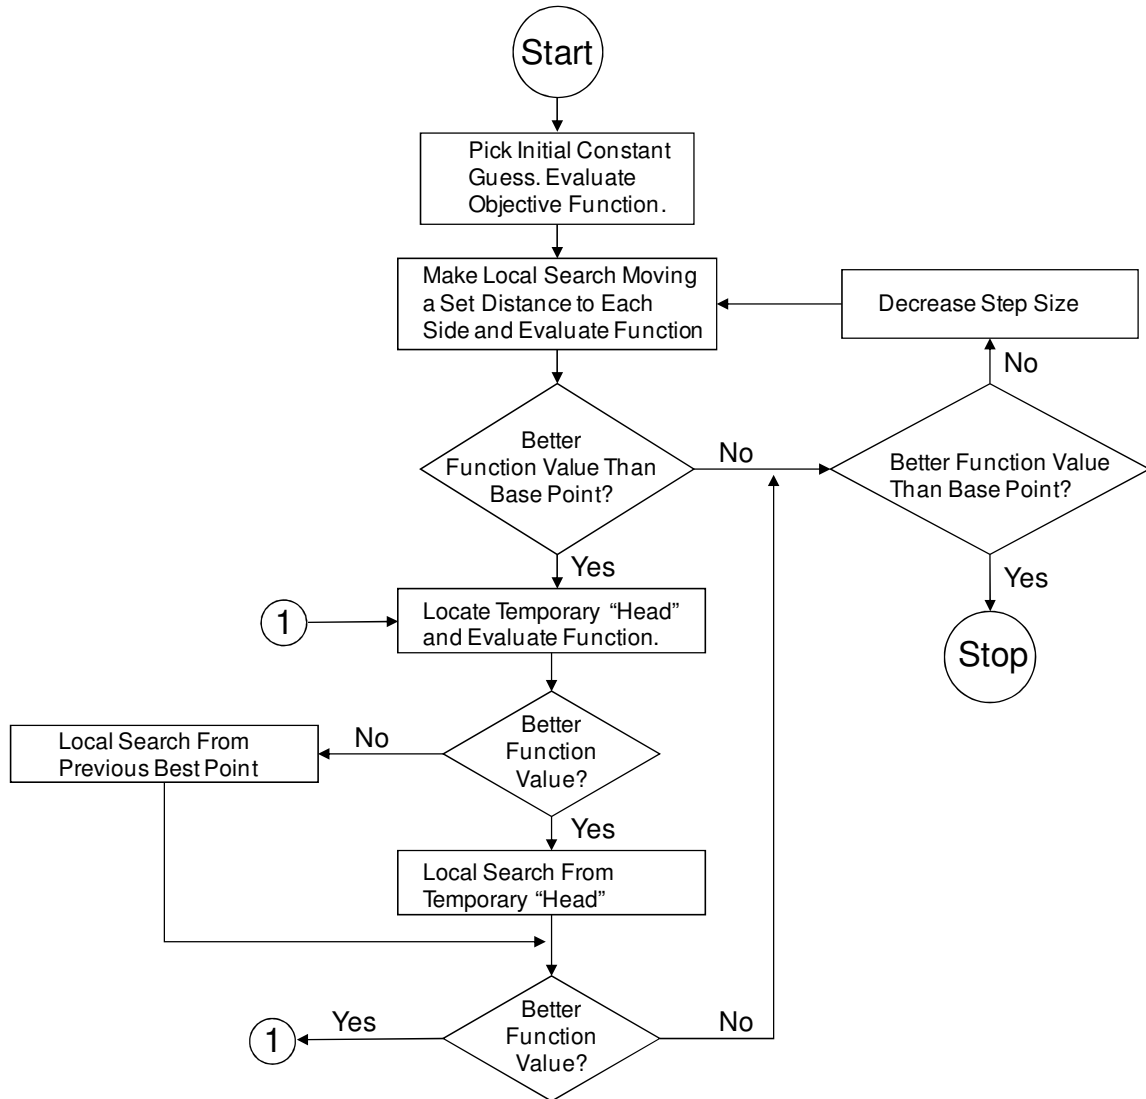 Start
Pick Initial Constant
Guess. Evaluate
Objective Function.
Make Local Search Moving
a Set Distance to Each
Side and Evaluate Function
Decrease Step Size
No
Better
Function Value Than
Base Point?
No
Better Function Value
Than Base Point?
Yes
Yes
1
Locate Temporary “Head”
and Evaluate Function.
Stop
Better
Function
Value?
No
Local Search From
Previous Best Point
Yes
Local Search From
Temporary “Head”
Better
Function
Value?
Yes
No
1